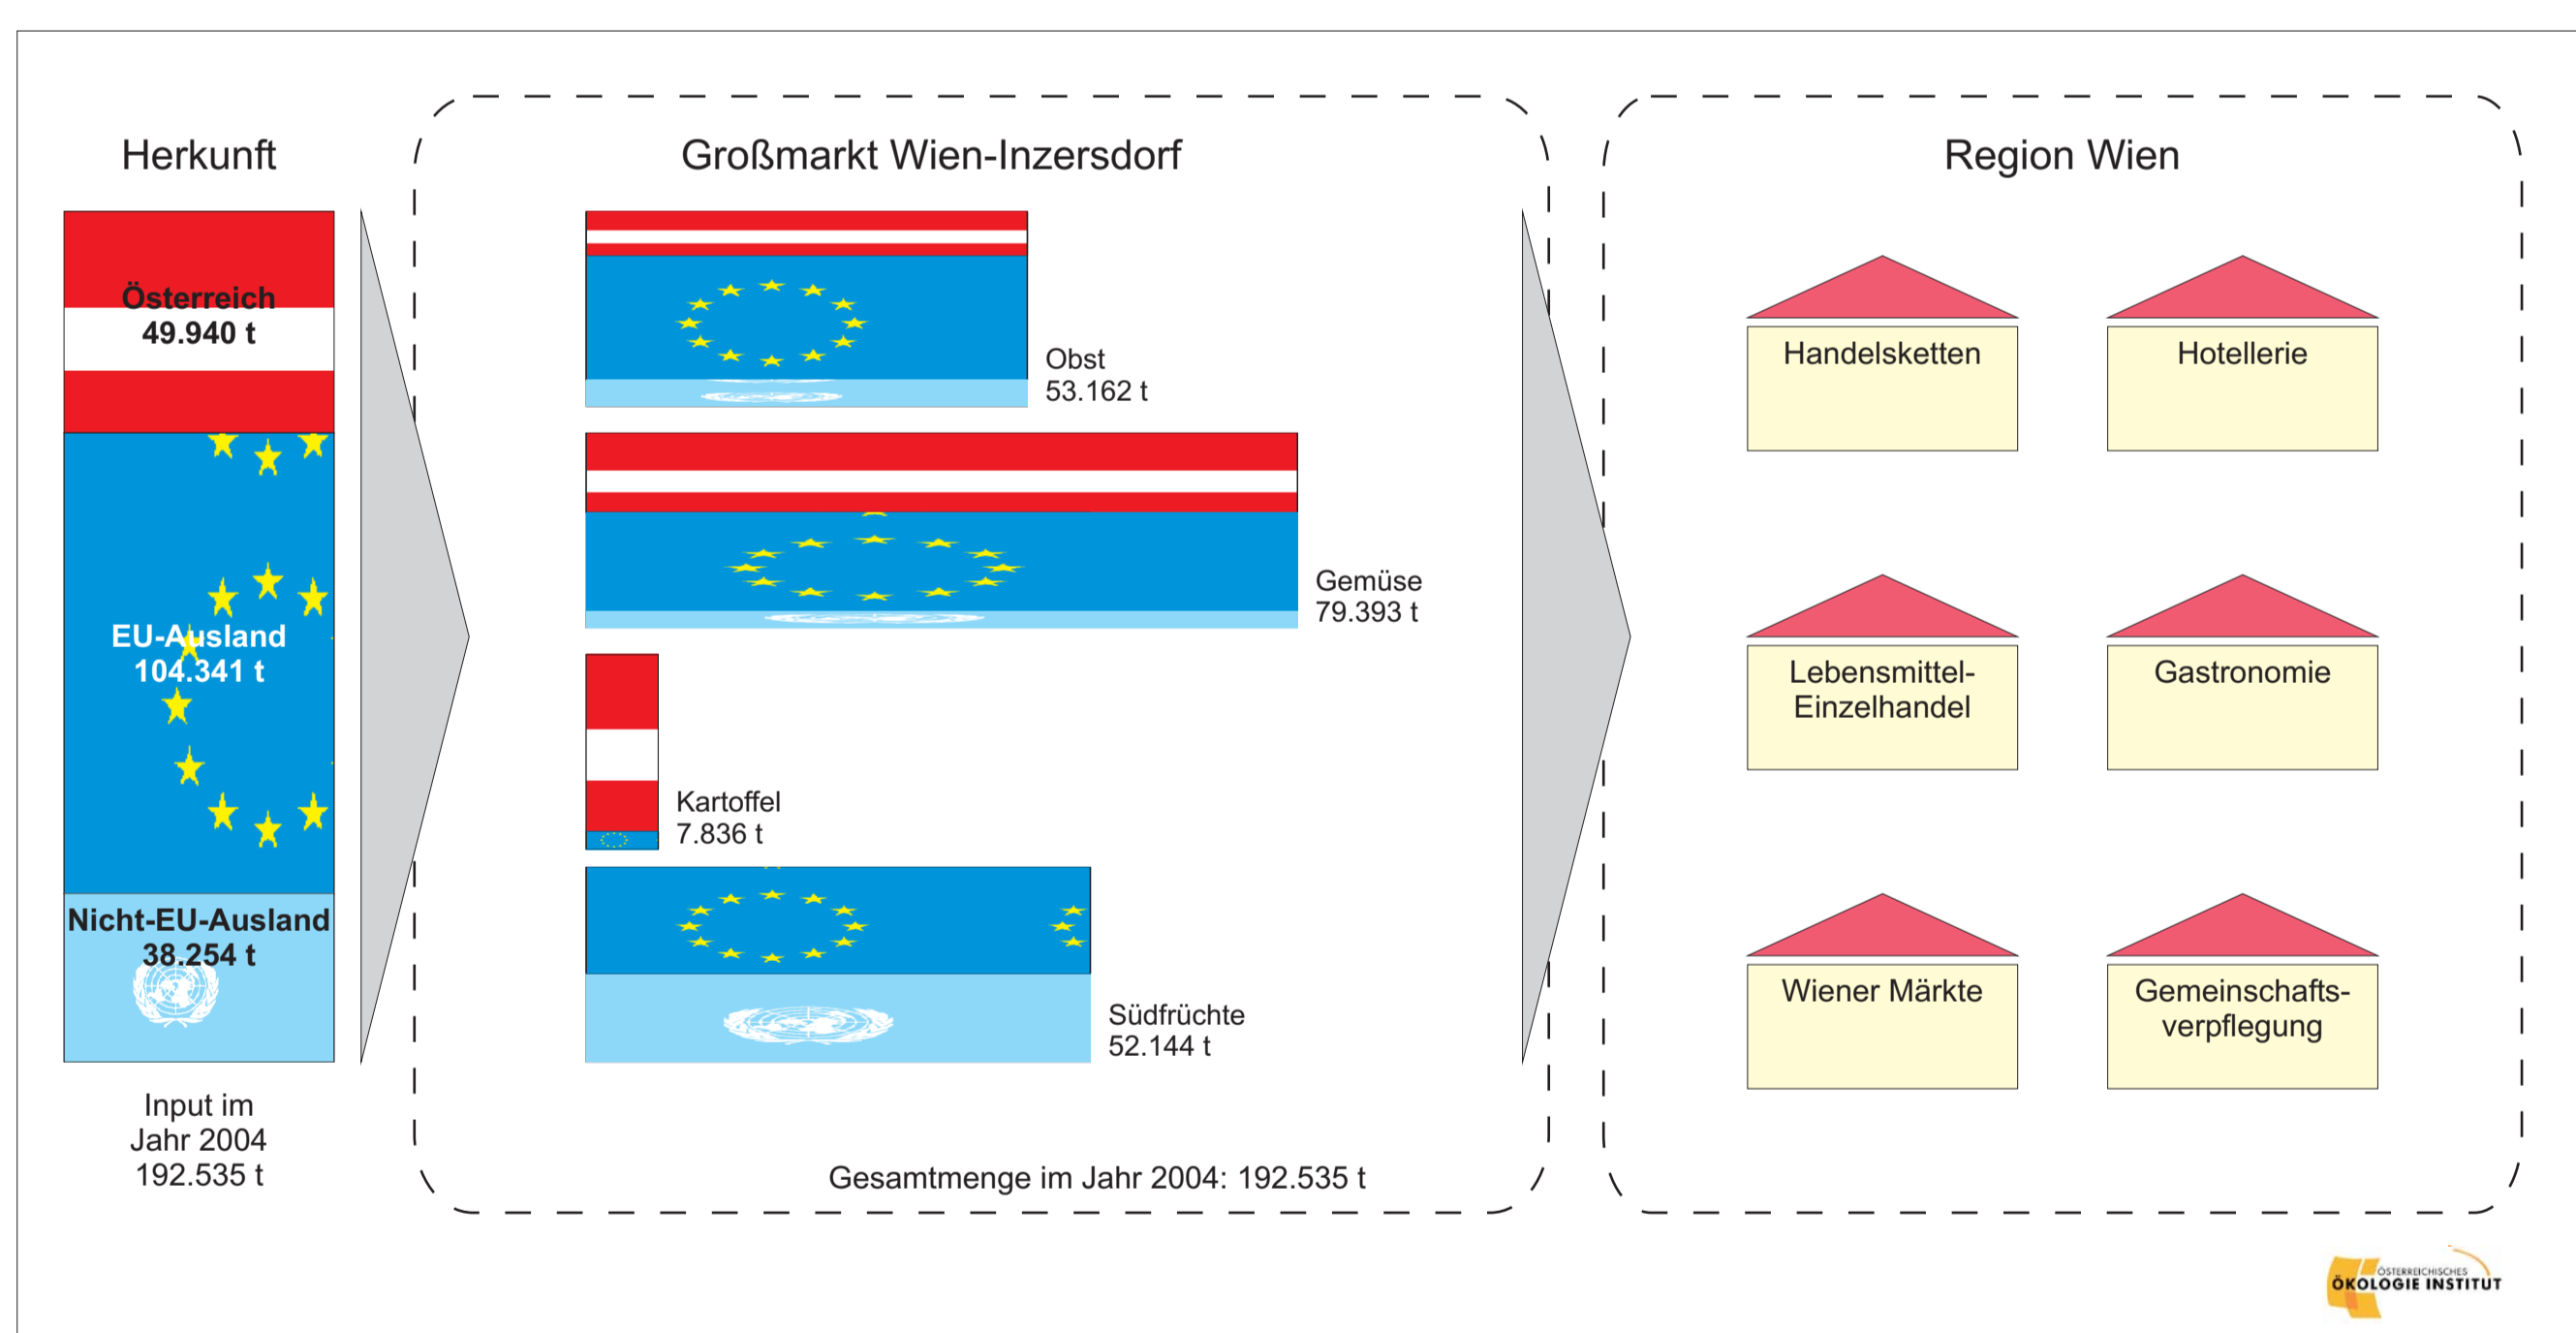 Herkunft
Österreich
49.940 t
EU-Ausland
104.341 t
Nicht-EU-Ausland
38.254 t
Input im
Jahr 2004
192.535 t
Großmarkt Wien-Inzersdorf
Obst
53.162 t
Gemüse
79.393 t
Kartoffel
7.836 t
Südfrüchte
52.144 t
Gesamtmenge im Jahr 2004: 192.535 t
Region Wien
Handelsketten
Hotellerie
Lebensmittel-
Einzelhandel
Gastronomie
Wiener Märkte
Gemeinschafts-
verpflegung
ÖSTERREICHISCHES
ÖKOLOGIE INSTITUT